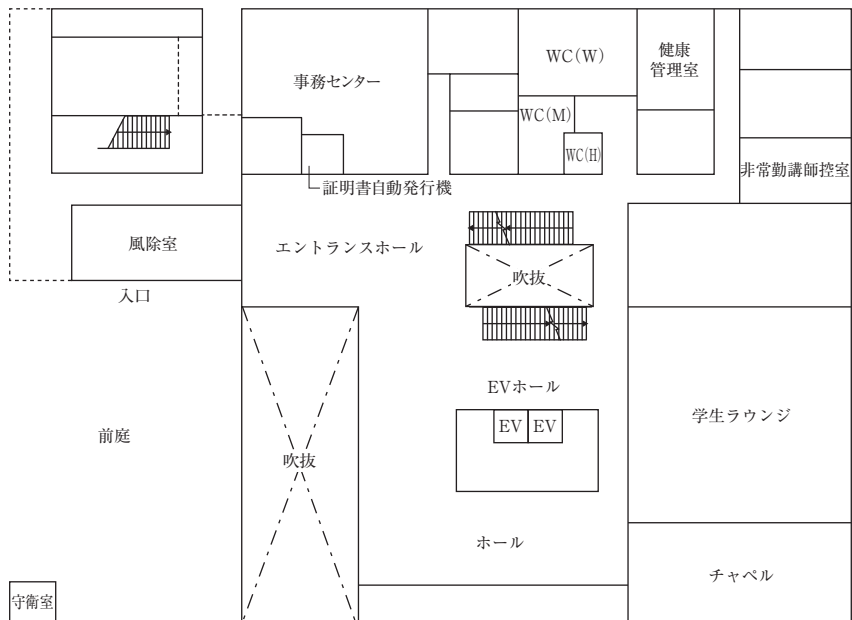 事務センター
WC(W)
健康
管理室
WC(M)
WC(H)
非常勤講師控室
証明書自動発行機
風除室
エントランスホール
吹抜
入口
EVホール
EV
EV
学生ラウンジ
前庭
吹抜
ホール
チャペル
守衛室